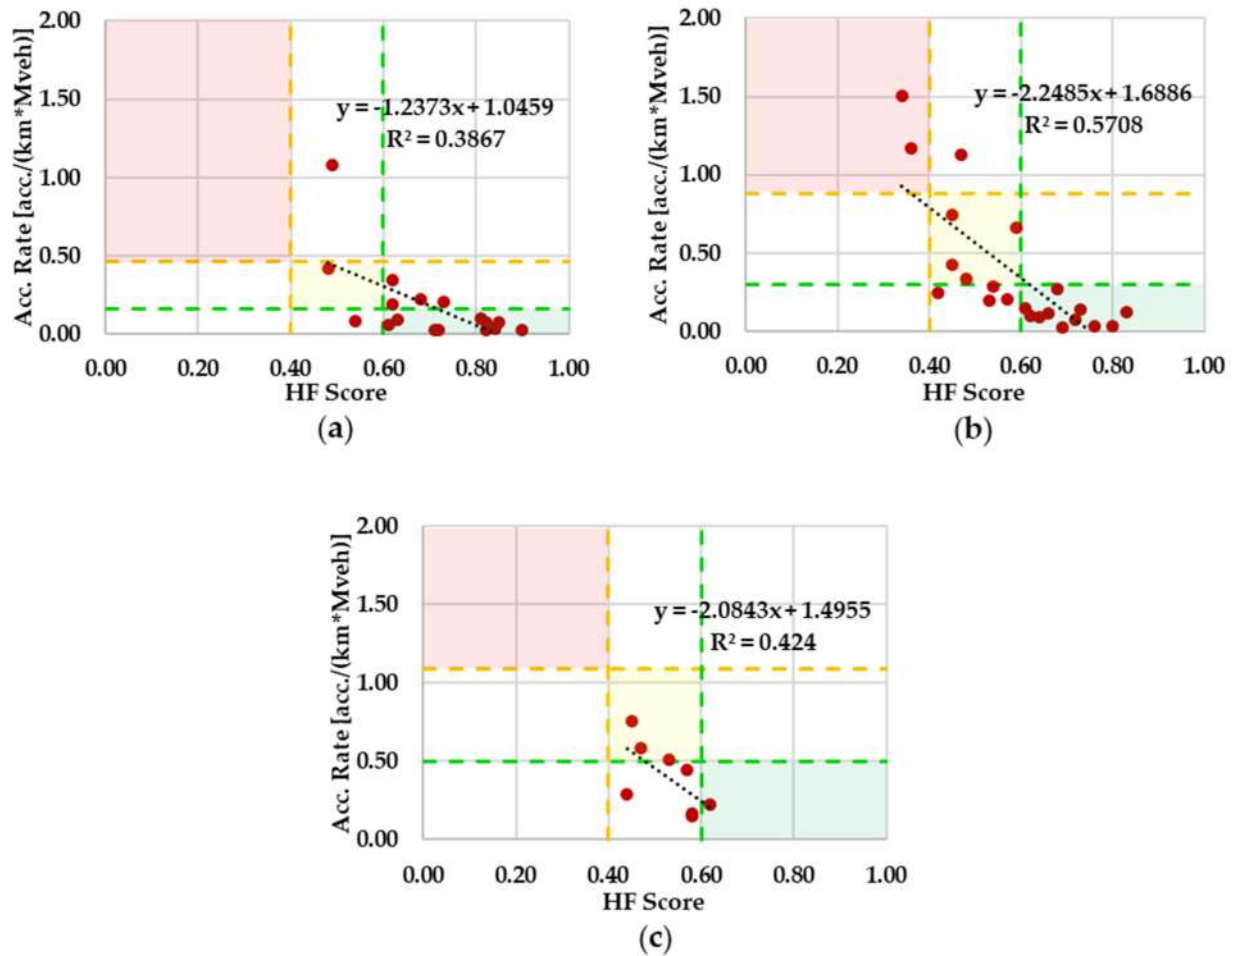 2.00
1.50
1.00
0.50
0.00
Acc. Rate [acc./(km*Mveh)]
y = -1.2373x + 1.0459
R² = 0.3867
0.00 0.20 0.40 0.60 0.80 1.00
HF Score
(a)
2.00
1.50
1.00
0.50
0.00
Acc. Rate [acc./(km*Mveh)]
y = -2.2485x + 1.6886
R² = 0.5708
0.00 0.20 0.40 0.60 0.80 1.00
HF Score
(b)
2.00
1.50
1.00
0.50
0.00
Acc. Rate [acc./(km*Mveh)]
y = -2.0843x + 1.4955
R² = 0.424
0.00 0.20 0.40 0.60 0.80 1.00
HF Score
(c)